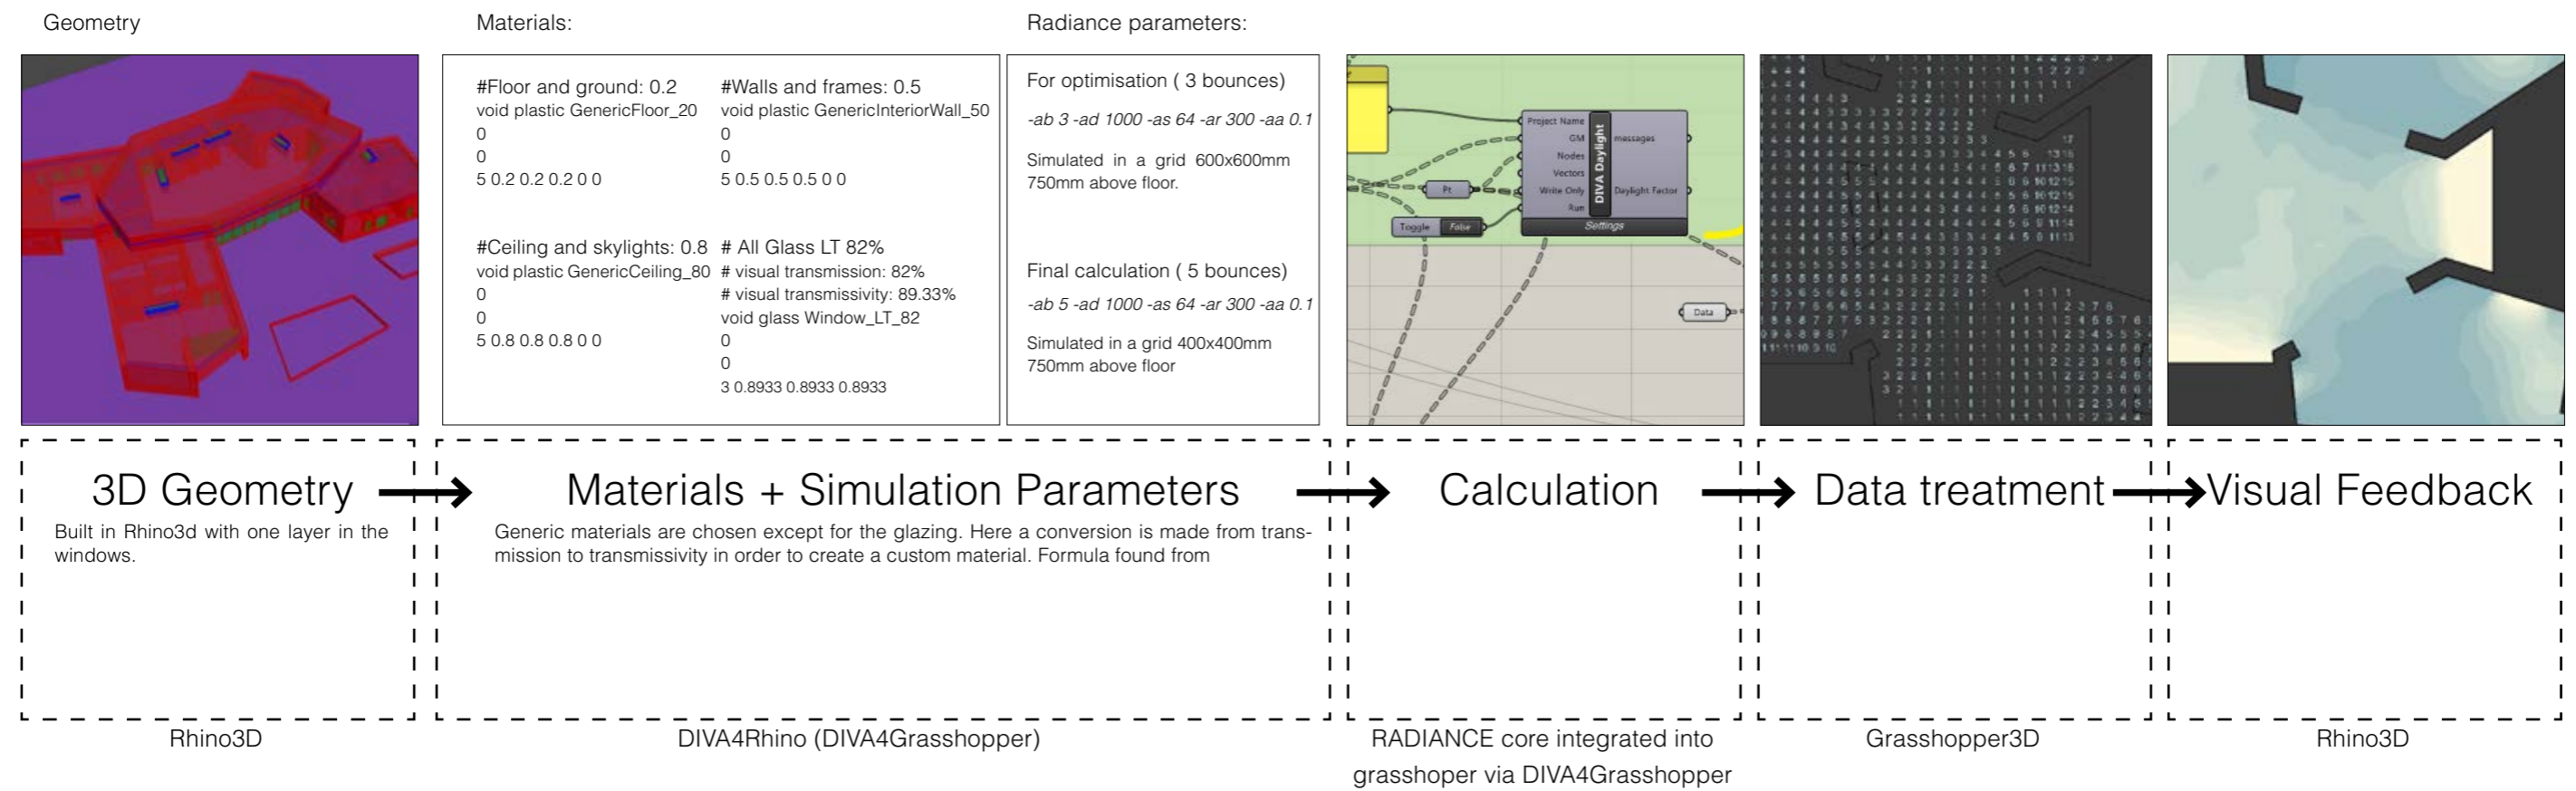 Geometry
Materials:
Radiance parameters:
#Floor and ground: 0.2
void plastic GenericFloor_20
0
0
5 0.2 0.2 0.2 0 0
#Walls and frames: 0.5
void plastic GenericInteriorWall_50
0
0
5 0.5 0.5 0.5 0 0
#Ceiling and skylights: 0.8
void plastic GenericCeiling_80
0
0
5 0.8 0.8 0.8 0 0
# All Glass LT 82%
# visual transmission: 82%
# visual transmissivity: 89.33%
void glass Window_LT_82
0
0
3 0.8933 0.8933 0.8933
For optimisation ( 3 bounces)
-ab 3 -ad 1000 -as 64 -ar 300 -aa 0.1
Simulated in a grid 600x600mm
750mm above floor.
Final calculation ( 5 bounces)
-ab 5 -ad 1000 -as 64 -ar 300 -aa 0.1
Simulated in a grid 400x400mm
750mm above floor
Project Name
GM
Nodes
Vectors
Write Only
Run
DIVA Daylight
messages
Daylight Factor
Settings
Pt
Toggle False
Data
3D Geometry
Built in Rhino3d with one layer in the
windows.
Materials + Simulation Parameters
Generic materials are chosen except for the glazing. Here a conversion is made from trans-
mission to transmissivity in order to create a custom material. Formula found from
Calculation
Data treatment
Visual Feedback
Rhino3D
DIVA4Rhino (DIVA4Grasshopper)
RADIANCE core integrated into
grasshoper via DIVA4Grasshopper
Grasshopper3D
Rhino3D